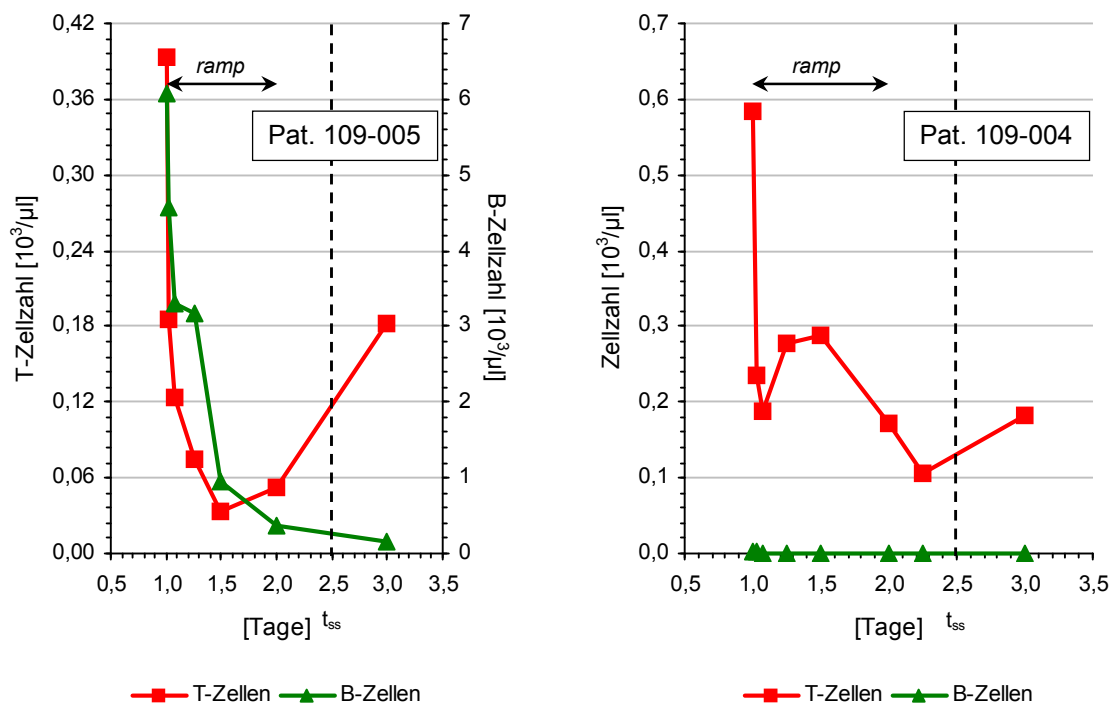 T-Zellzahl [10³/µl]
0,42
0,36
0,30
0,24
0,18
0,12
0,06
0,00
ramp
Pat. 109-005
7
6
5
4
3
2
1
0
B-Zellzahl [10³/µl]
0,5 1,0 1,5 2,0 2,5 3,0 3,5
[Tage] tss
T-Zellen B-Zellen
Zellzahl [10³/µl]
0,7
0,6
0,5
0,4
0,3
0,2
0,1
0,0
ramp
Pat. 109-004
0,5 1,0 1,5 2,0 2,5 3,0 3,5
[Tage] tss
T-Zellen B-Zellen